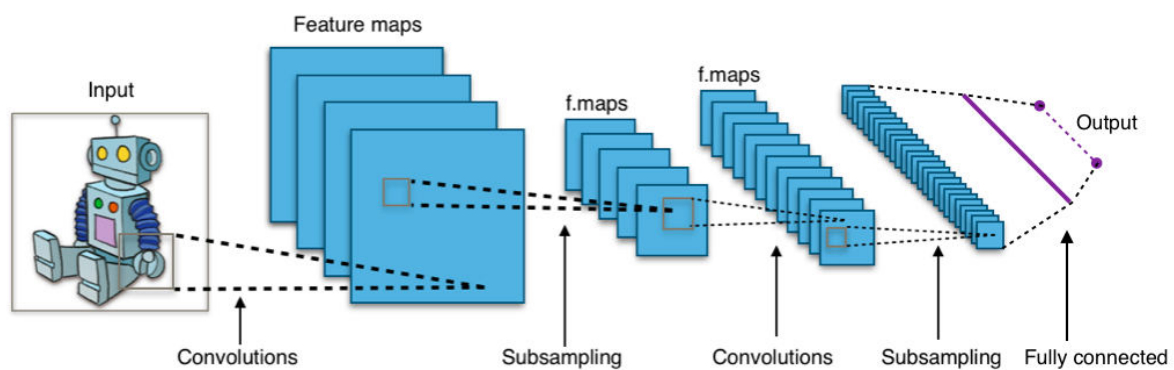 Input
Feature maps
f.maps
f.maps
Output
Convolutions
Subsampling
Convolutions
Subsampling
Fully connected